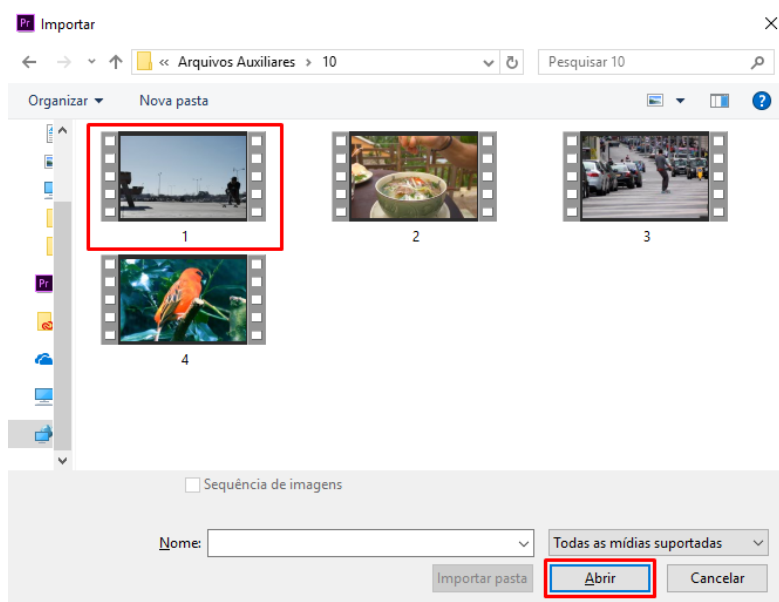 Pr Importar
« Arquivos Auxiliares > 10
Pesquisar 10
Organizar
Nova pasta
?
1
2
3
4
Pr
Sequência de imagens
Nome:
Todas as mídias suportadas
Importar pasta
Abrir
Cancelar